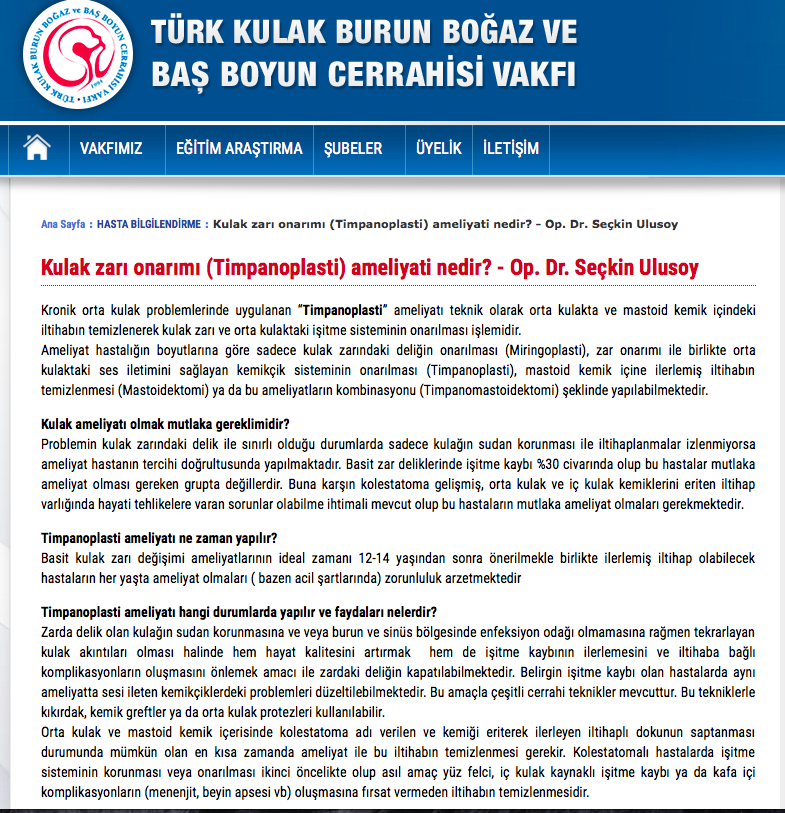 TÜRK KULAK BURUN BOĞAZ VE BAŞ BOYUN CERRAHİSİ VAKFI • 1994
TÜRK KULAK BURUN BOĞAZ VE
BAŞ BOYUN CERRAHİSİ VAKFI
VAKFIMIZ EĞİTİM ARAŞTIRMA ŞUBELER ÜYELİK İLETİŞİM
Ana Sayfa : HASTA BİLGİLENDİRME : Kulak zarı onarımı (Timpanoplasti) ameliyati nedir? - Op. Dr. Seçkin Ulusoy
Kulak zarı onarımı (Timpanoplasti) ameliyati nedir? - Op. Dr. Seçkin Ulusoy
Kronik orta kulak problemlerinde uygulanan “Timpanoplasti” ameliyatı teknik olarak orta kulakta ve mastoid kemik içindeki
iltihabın temizlenerek kulak zarı ve orta kulaktaki işitme sisteminin onarılması işlemidir.
Ameliyat hastalığın boyutlarına göre sadece kulak zarındaki deliğin onarılması (Miringoplasti), zar onarımı ile birlikte orta
kulaktaki ses iletimini sağlayan kemikçik sisteminin onarılması (Timpanoplasti), mastoid kemik içine ilerlemiş iltihabın
temizlenmesi (Mastoidektomi) ya da bu ameliyatların kombinasyonu (Timpanomastoidektomi) şeklinde yapılabilmektedir.
Kulak ameliyatı olmak mutlaka gereklimidir?
Problemin kulak zarındaki delik ile sınırlı olduğu durumlarda sadece kulağın sudan korunması ile iltihaplanmalar izlenmiyorsa
ameliyat hastanın tercihi doğrultusunda yapılmaktadır. Basit zar deliklerinde işitme kaybı %30 civarında olup bu hastalar mutlaka
ameliyat olması gereken grupta değillerdir. Buna karşın kolestatoma gelişmiş, orta kulak ve iç kulak kemiklerini eriten iltihap
varlığında hayati tehlikelere varan sorunlar olabilme ihtimali mevcut olup bu hastaların mutlaka ameliyat olmaları gerekmektedir.
Timpanoplasti ameliyatı ne zaman yapılır?
Basit kulak zarı değişimi ameliyatlarının ideal zamanı 12-14 yaşından sonra önerilmekle birlikte ilerlemiş iltihap olabilecek
hastaların her yaşta ameliyat olmaları ( bazen acil şartlarında) zorunluluk arzetmektedir
Timpanoplasti ameliyatı hangi durumlarda yapılır ve faydaları nelerdir?
Zarda delik olan kulağın sudan korunmasına ve veya burun ve sinüs bölgesinde enfeksiyon odağı olmamasına rağmen tekrarlayan
kulak akıntıları olması halinde hem hayat kalitesini artırmak hem de işitme kaybının ilerlemesini ve iltihaba bağlı
komplikasyonların oluşmasını önlemek amacı ile zardaki deliğin kapatılabilmektedir. Belirgin işitme kaybı olan hastalarda aynı
ameliyatta sesi ileten kemikçiklerdeki problemleri düzeltilebilmektedir. Bu amaçla çeşitli cerrahi teknikler mevcuttur. Bu tekniklerle
kıkırdak, kemik greftler ya da orta kulak protezleri kullanılabilir.
Orta kulak ve mastoid kemik içerisinde kolestatoma adı verilen ve kemiği eriterek ilerleyen iltihaplı dokunun saptanması
durumunda mümkün olan en kısa zamanda ameliyat ile bu iltihabın temizlenmesi gerekir. Kolestatomalı hastalarda işitme
sisteminin korunması veya onarılması ikinci öncelikte olup asıl amaç yüz felci, iç kulak kaynaklı işitme kaybı ya da kafa içi
komplikasyonların (menenjit, beyin apsesi vb) oluşmasına fırsat vermeden iltihabın temizlenmesidir.